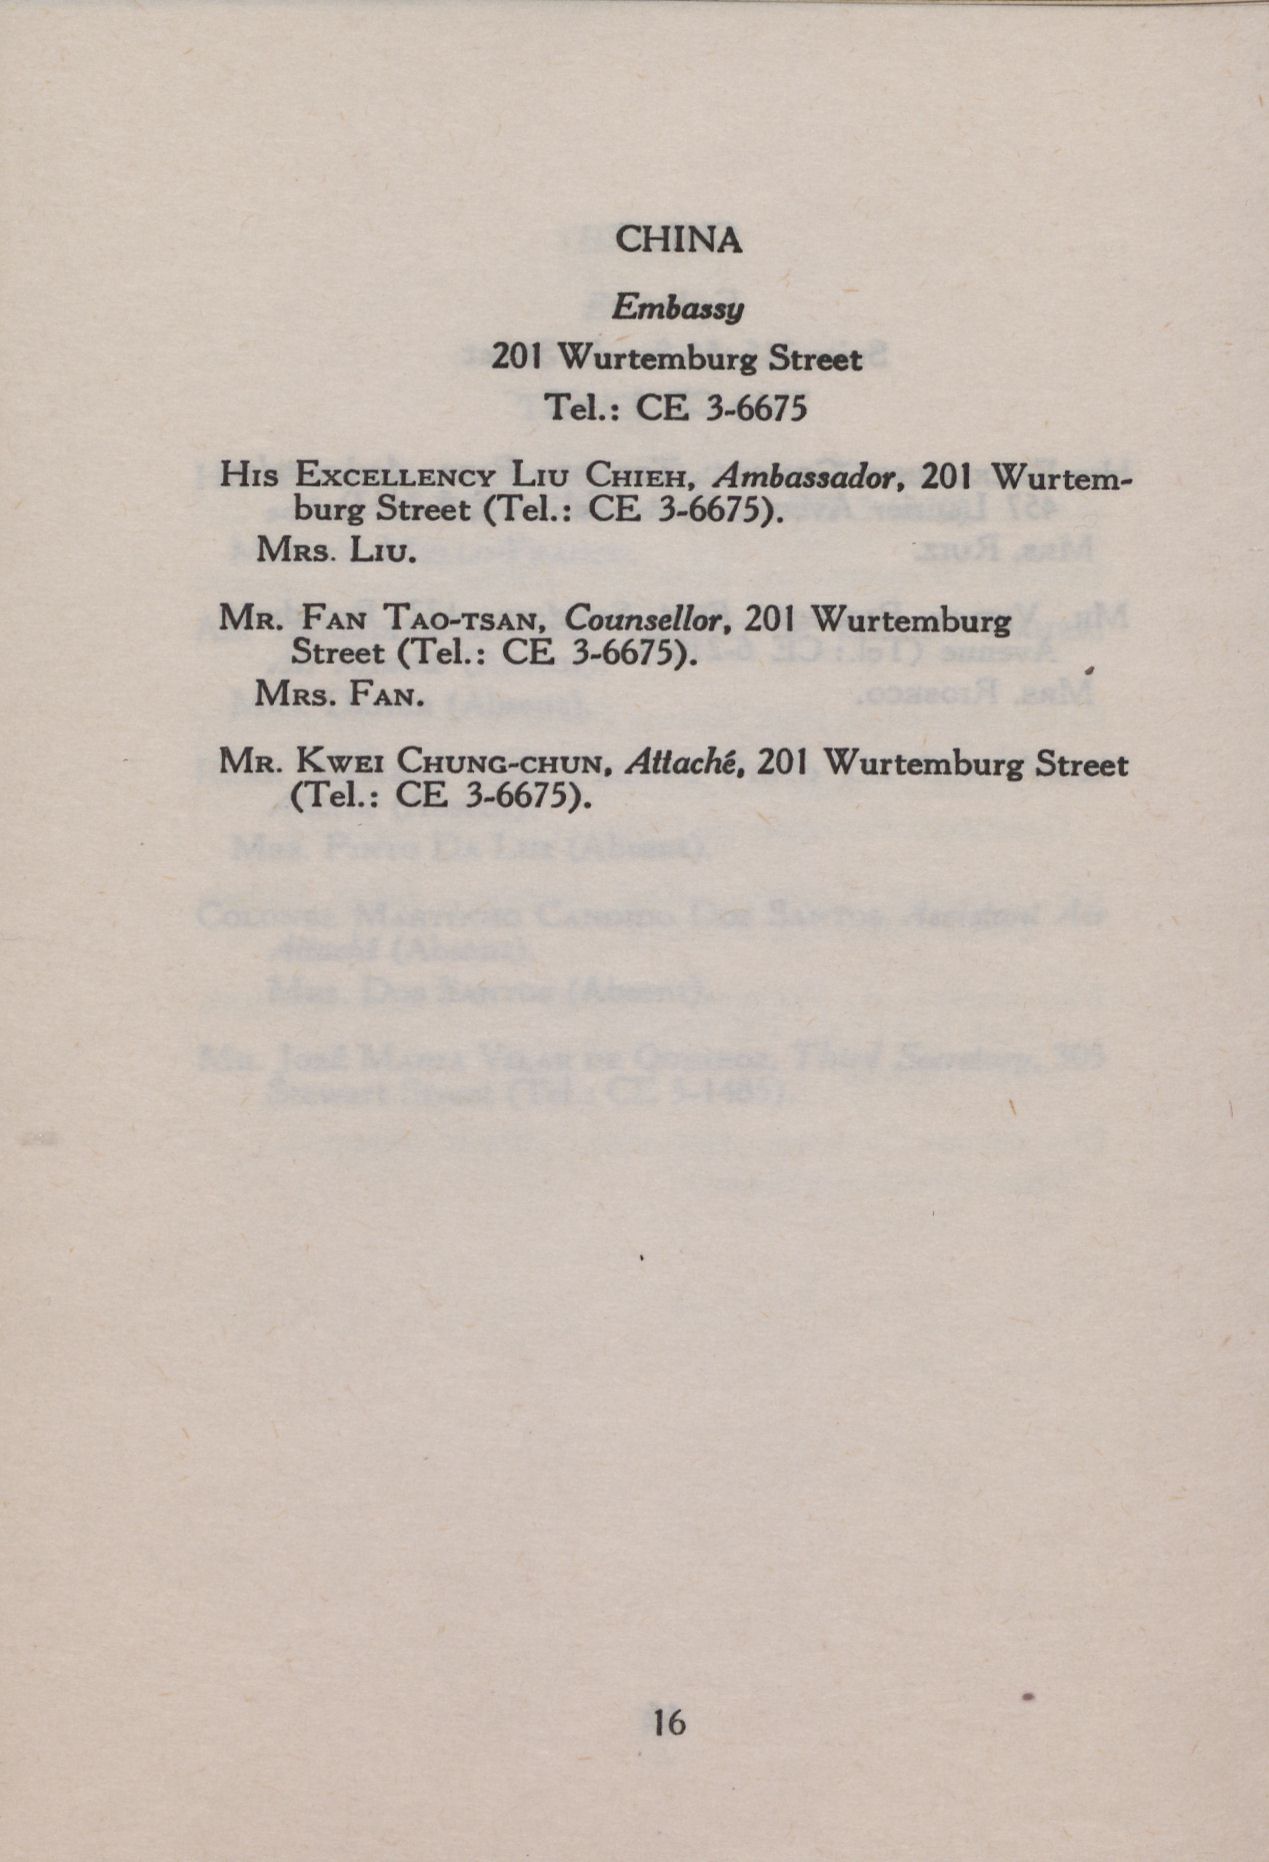 CHINA
Embassy
201 Wurtemburg Street
Tel.: CE 3-6675
HIS EXCELLENCY LIU CHIEH, Ambassador, 201 Wurtem-
burg Street (Tel.: CE 3-6675).
MRS. LIU.
MR. FAN TAO-TSAN, Counsellor, 201 Wurtemburg
Street (Tel.: CE 3-6675).
MRS. FAN.
MR. KWEI CHUNG-CHUN, Attaché, 201 Wurtemburg Street
(Tel.: CE 3-6675).
16